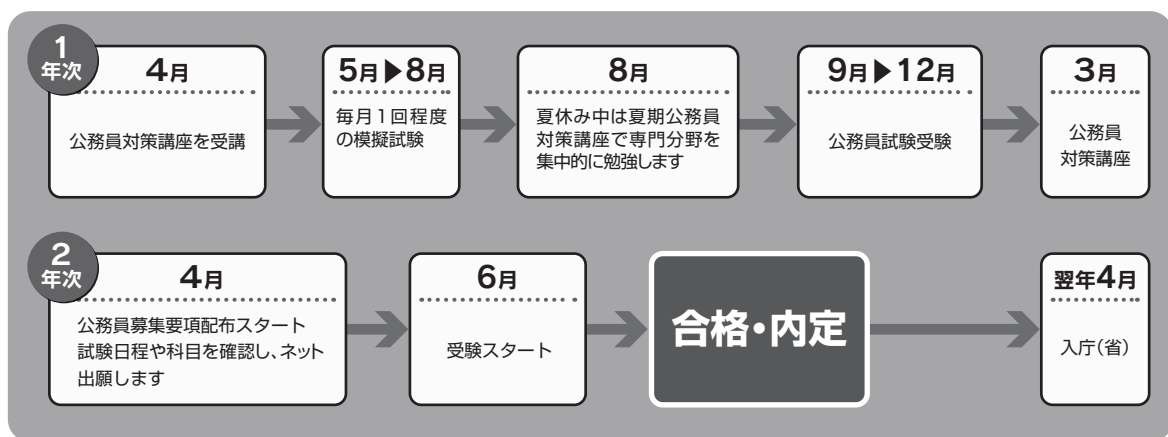 1
年次
4月
公務員対策講座を受講
5月▶8月
毎月1回程度
の模擬試験
8月
夏休み中は夏期公務員
対策講座で専門分野を
集中的に勉強します
9月▶12月
公務員試験受験
3月
公務員
対策講座
2
年次
4月
公務員募集要項配布スタート
試験日程や科目を確認し、ネット
出願します
6月
受験スタート
合格・内定
翌年4月
入庁(省)